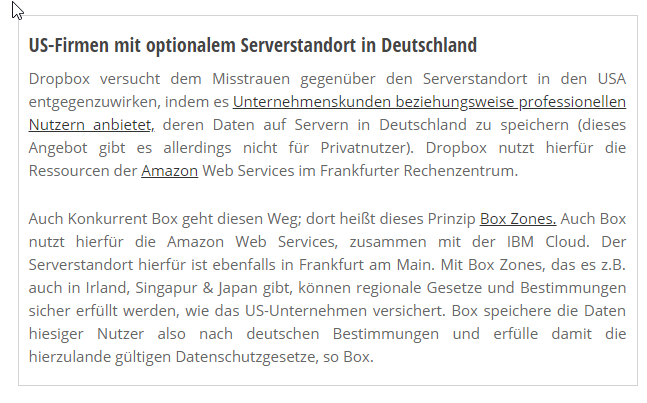 US-Firmen mit optionalem Serverstandort in Deutschland
Dropbox versucht dem Misstrauen gegenüber den Serverstandort in den USA
entgegenzuwirken, indem es Unternehmenskunden beziehungsweise professionellen
Nutzern anbietet, deren Daten auf Servern in Deutschland zu speichern (dieses
Angebot gibt es allerdings nicht für Privatnutzer). Dropbox nutzt hierfür die
Ressourcen der Amazon Web Services im Frankfurter Rechenzentrum.
Auch Konkurrent Box geht diesen Weg; dort heißt dieses Prinzip Box Zones. Auch Box
nutzt hierfür die Amazon Web Services, zusammen mit der IBM Cloud. Der
Serverstandort hierfür ist ebenfalls in Frankfurt am Main. Mit Box Zones, das es z.B.
auch in Irland, Singapur & Japan gibt, können regionale Gesetze und Bestimmungen
sicher erfüllt werden, wie das US-Unternehmen versichert. Box speichere die Daten
hiesiger Nutzer also nach deutschen Bestimmungen und erfülle damit die
hierzulande gültigen Datenschutzgesetze, so Box.